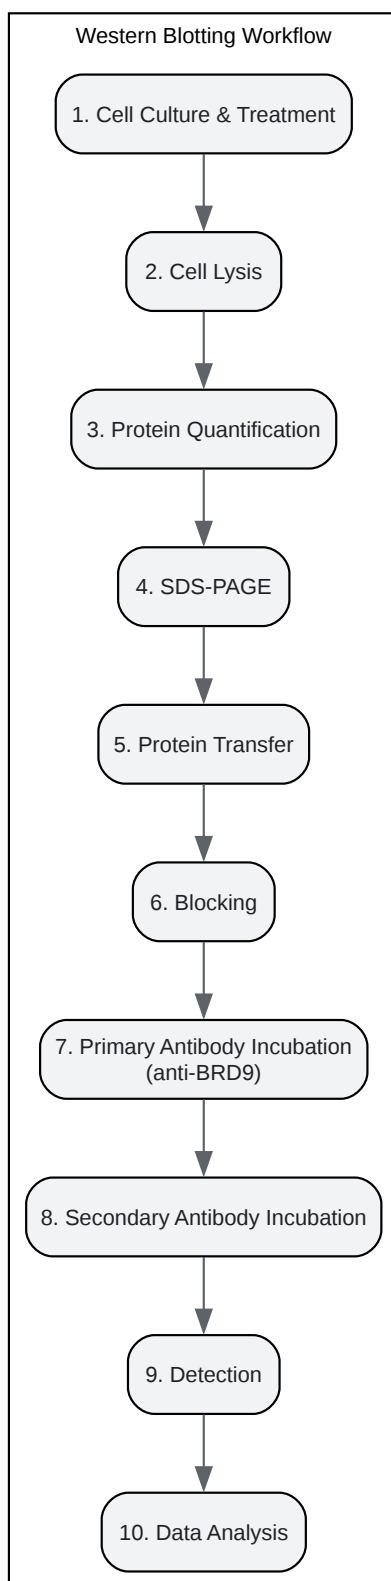 Western Blotting Workflow
1. Cell Culture & Treatment
2. Cell Lysis
3. Protein Quantification
4. SDS-PAGE
5. Protein Transfer
6. Blocking
7. Primary Antibody Incubation
(anti-BRD9)
8. Secondary Antibody Incubation
9. Detection
10. Data Analysis